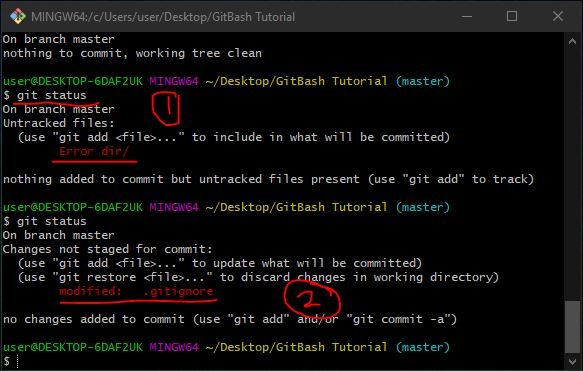 MINGW64:/c/Users/user/Desktop/GitBash Tutorial
On branch master
nothing to commit, working tree clean
user@DESKTOP-6DAF2UK MINGW64 ~/Desktop/GitBash Tutorial (master)
$ git status
1
On branch master
Untracked files:
(use "git add <file>..." to include in what will be committed)
Error dir/
nothing added to commit but untracked files present (use "git add" to track)
user@DESKTOP-6DAF2UK MINGW64 ~/Desktop/GitBash Tutorial (master)
$ git status
On branch master
Changes not staged for commit:
(use "git add <file>..." to update what will be committed)
(use "git restore <file>..." to discard changes in working directory)
modified: .gitignore
2
no changes added to commit (use "git add" and/or "git commit -a")
user@DESKTOP-6DAF2UK MINGW64 ~/Desktop/GitBash Tutorial (master)
$